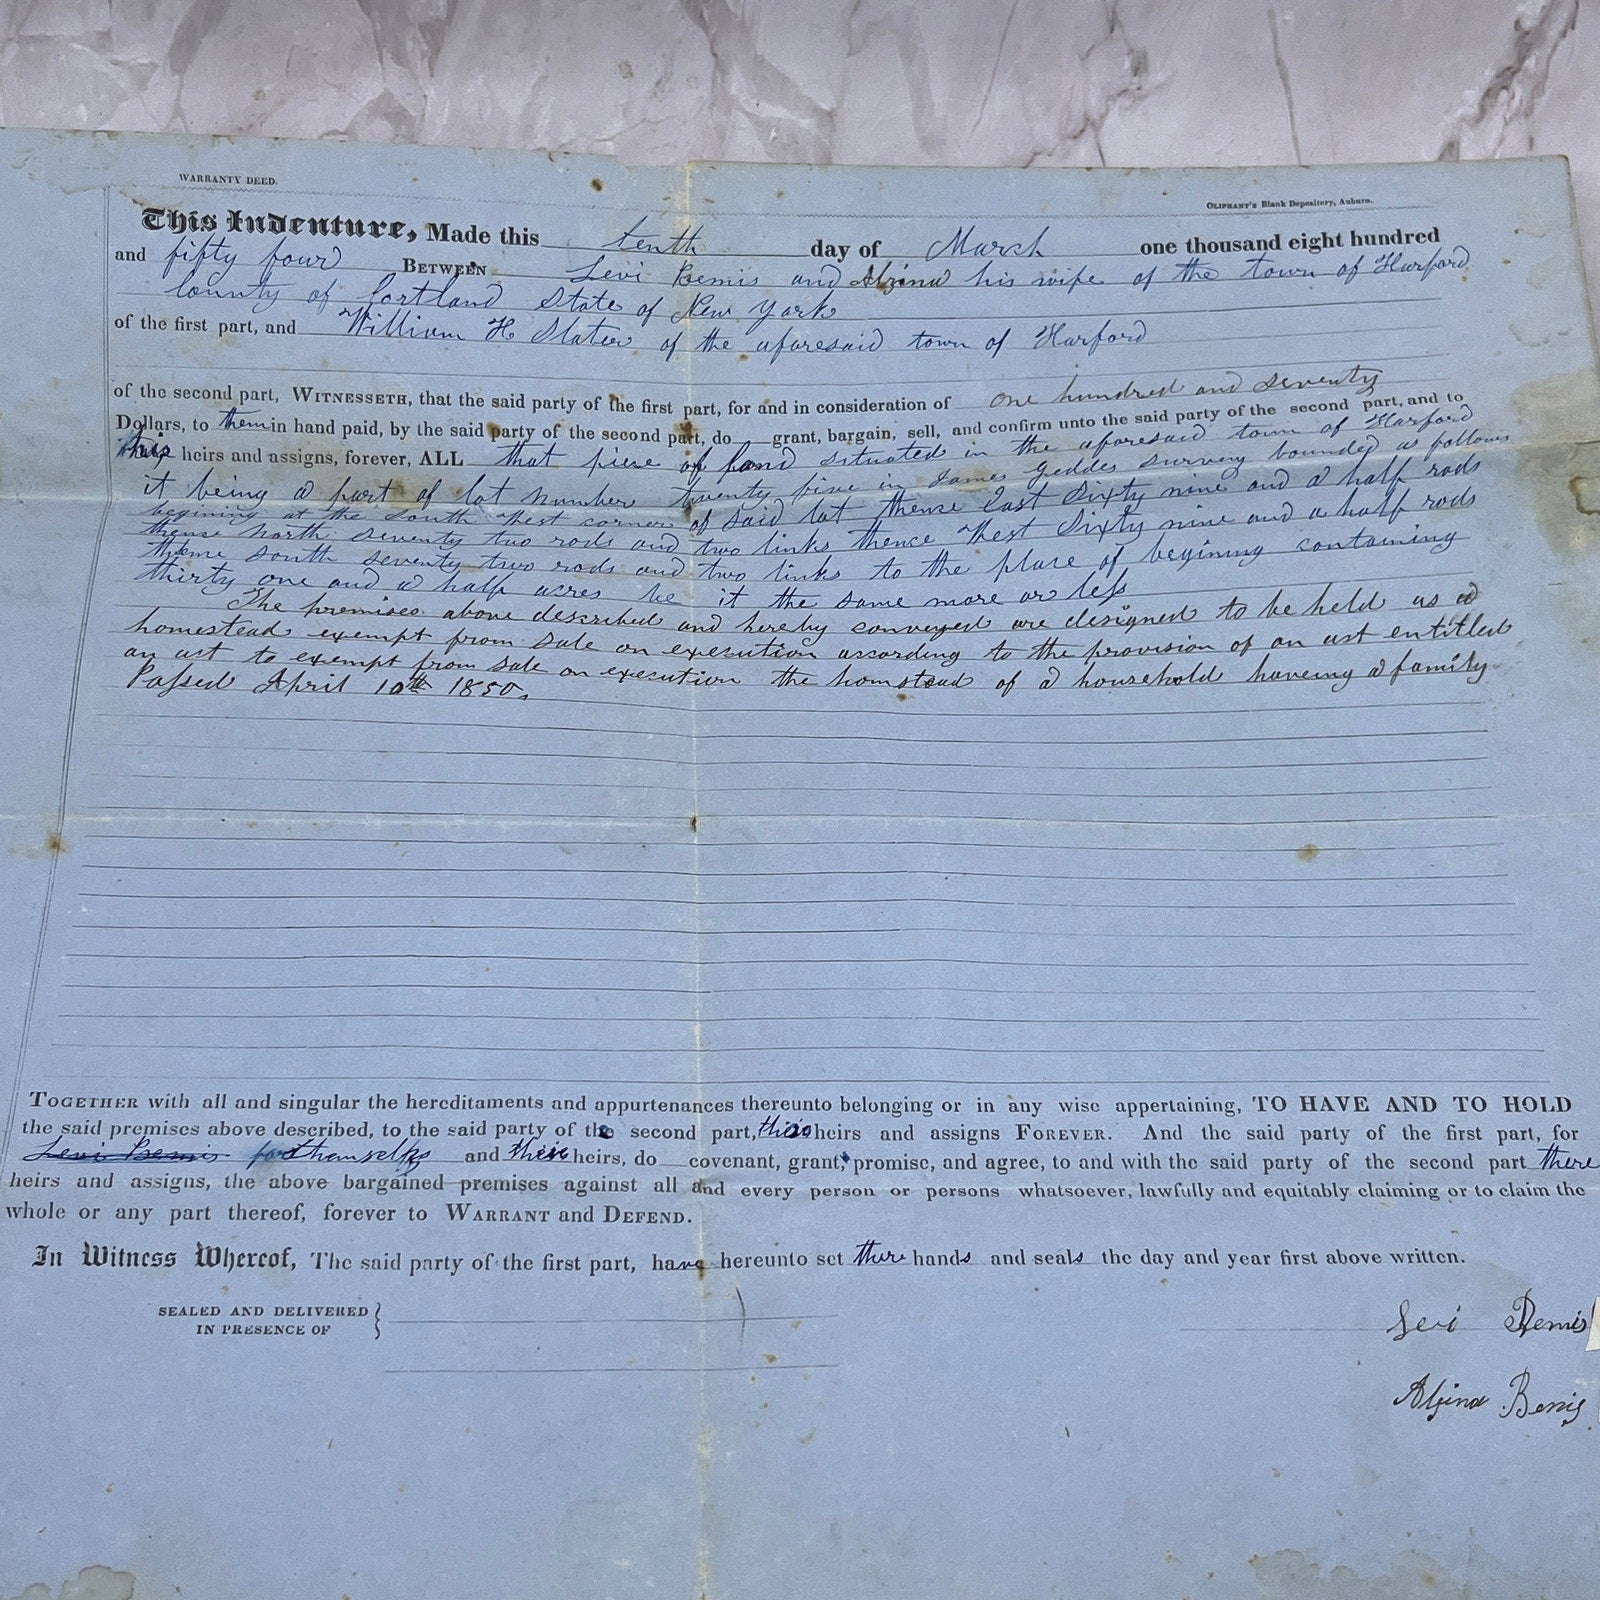 WARRANTY DEED.
OLIPHANT'S Blank Depository, Auburn.
This Indenture, Made this tenth day of March one thousand eight hundred
and fifty four BETWEEN Levi Bemis and Alzina his wife of the town of Harford
County of Cortland State of New York
of the first part, and William H Slater of the aforesaid town of Harford
of the second part, WITNESSETH, that the said party of the first part, for and in consideration of one hundred and seventy
Dollars, to them in hand paid, by the said party of the second part, do grant, bargain, sell, and confirm unto the said party of the second part, and to
heirs and assigns, forever, ALL that piese of land situated in the aforesaid town of Harford
it being a part of lot number twenty five in James Geddes survey bounded as follows
begining at the South West corner of said lot thense East Sixty nine and a half rods
thense North seventy two rods and two links thence West Sixty nine and a half rods
thense south seventy two rods and two links to the plase of begining containing
thirty one and a half acres be it the same more or less
The premises above described and hereby conveyed are designed to be held as a
homestead exempt from sale on execution according to the provision of an act entitled
an act to exempt from sale on execution the homstead of a household haveing a family
Passed April 10th 1850.
TOGETHER with all and singular the hereditaments and appurtenances thereunto belonging or in any wise appertaining, TO HAVE AND TO HOLD
the said premises above described, to the said party of the second part, their heirs and assigns FOREVER. And the said party of the first part, for
Levi Bemis for themselfs and their heirs, do covenant, grant, promise, and agree, to and with the said party of the second part there
heirs and assigns, the above bargained premises against all and every person or persons whatsoever, lawfully and equitably claiming or to claim the
whole or any part thereof, forever to WARRANT and DEFEND.
In Witness Whereof, The said party of the first part, have hereunto set there hands and seals the day and year first above written.
SEALED AND DELIVERED
IN PRESENCE OF
Levi Bemis
Alzina Bemis